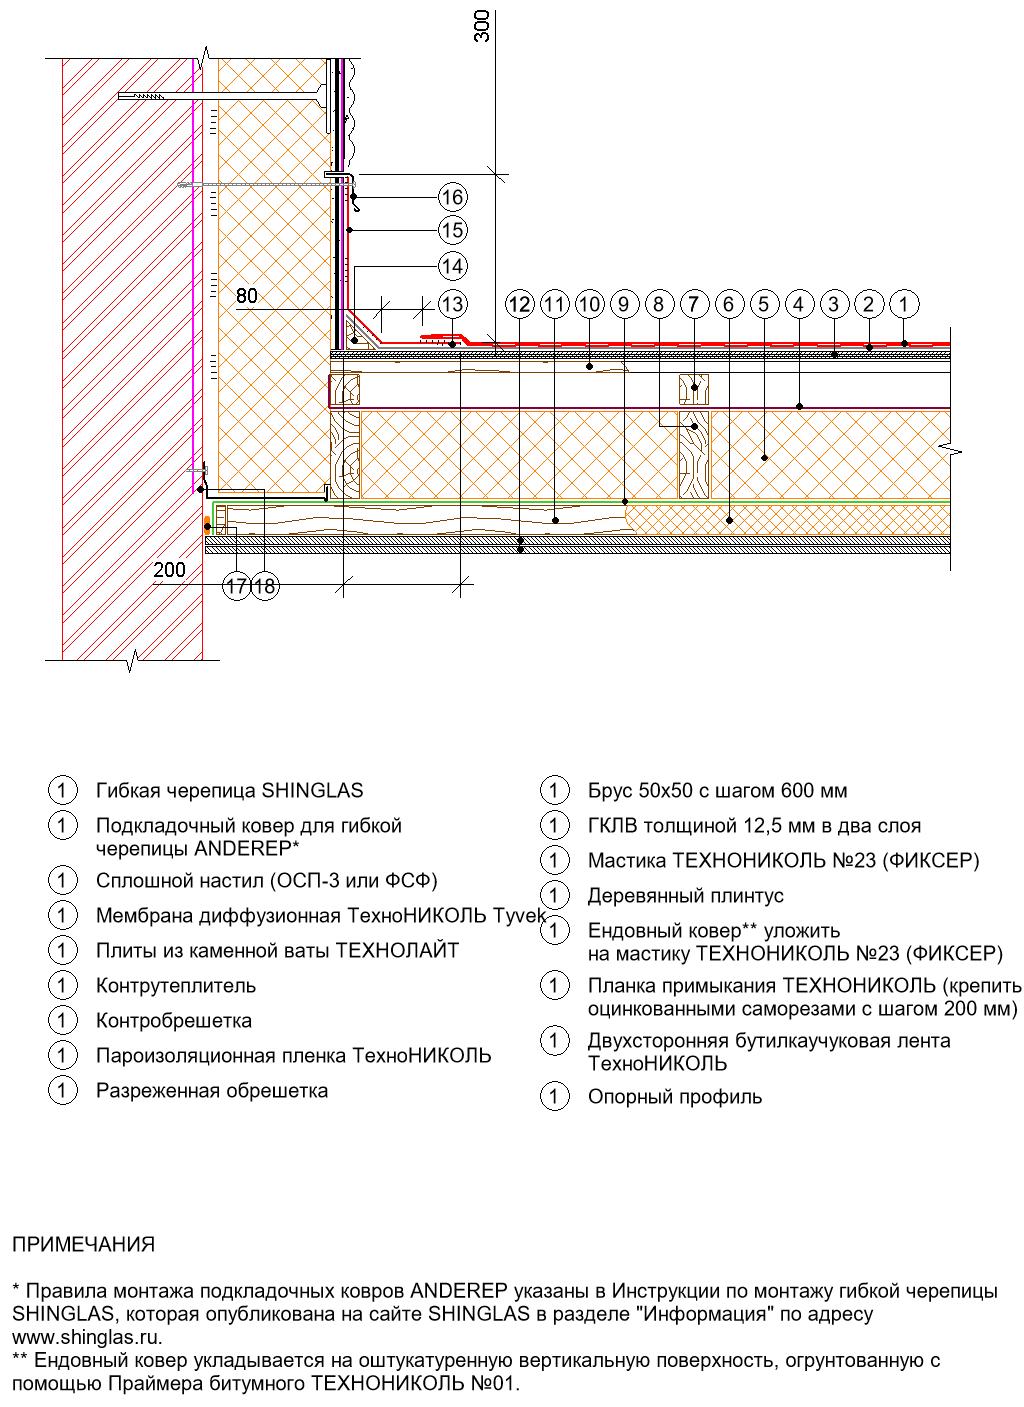 300
16
15
14
80
13
12
11
10
9
8
7
6
5
4
3
2
1
200
17
18
1 Гибкая черепица SHINGLAS
1 Подкладочный ковер для гибкой
черепицы ANDEREP*
1 Сплошной настил (ОСП-3 или ФСФ)
1 Мембрана диффузионная ТехноНИКОЛЬ Tyvek
1 Плиты из каменной ваты ТЕХНОЛАЙТ
1 Контрутеплитель
1 Контробрешетка
1 Пароизоляционная пленка ТехноНИКОЛЬ
1 Разреженная обрешетка
1 Брус 50х50 с шагом 600 мм
1 ГКЛВ толщиной 12,5 мм в два слоя
1 Мастика ТЕХНОНИКОЛЬ №23 (ФИКСЕР)
1 Деревянный плинтус
1 Ендовный ковер** уложить
на мастику ТЕХНОНИКОЛЬ №23 (ФИКСЕР)
1 Планка примыкания ТЕХНОНИКОЛЬ (крепить
оцинкованными саморезами с шагом 200 мм)
1 Двухсторонняя бутилкаучуковая лента
ТехноНИКОЛЬ
1 Опорный профиль
ПРИМЕЧАНИЯ
* Правила монтажа подкладочных ковров ANDEREP указаны в Инструкции по монтажу гибкой черепицы
SHINGLAS, которая опубликована на сайте SHINGLAS в разделе "Информация" по адресу
www.shinglas.ru.
** Ендовный ковер укладывается на оштукатуренную вертикальную поверхность, огрунтованную с
помощью Праймера битумного ТЕХНОНИКОЛЬ №01.